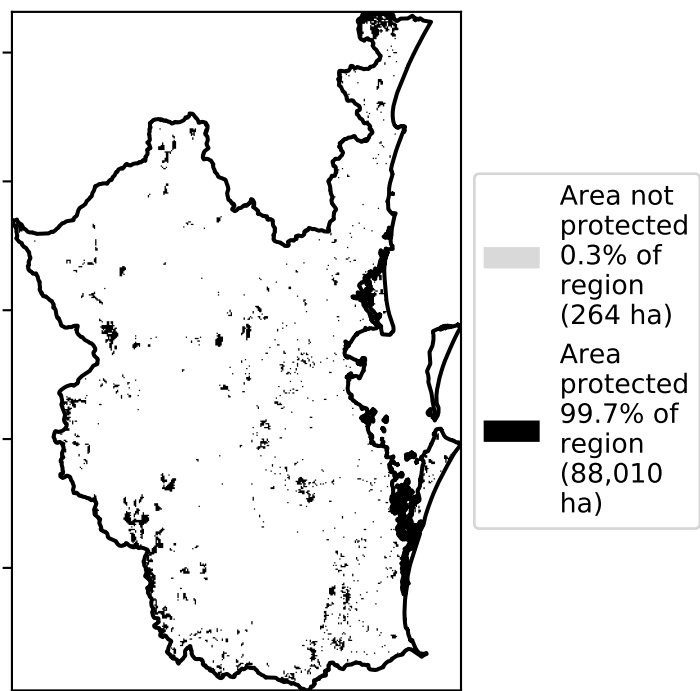 Area not
protected
0.3% of
region
(264 ha)
Area
protected
99.7% of
region
(88,010
ha)